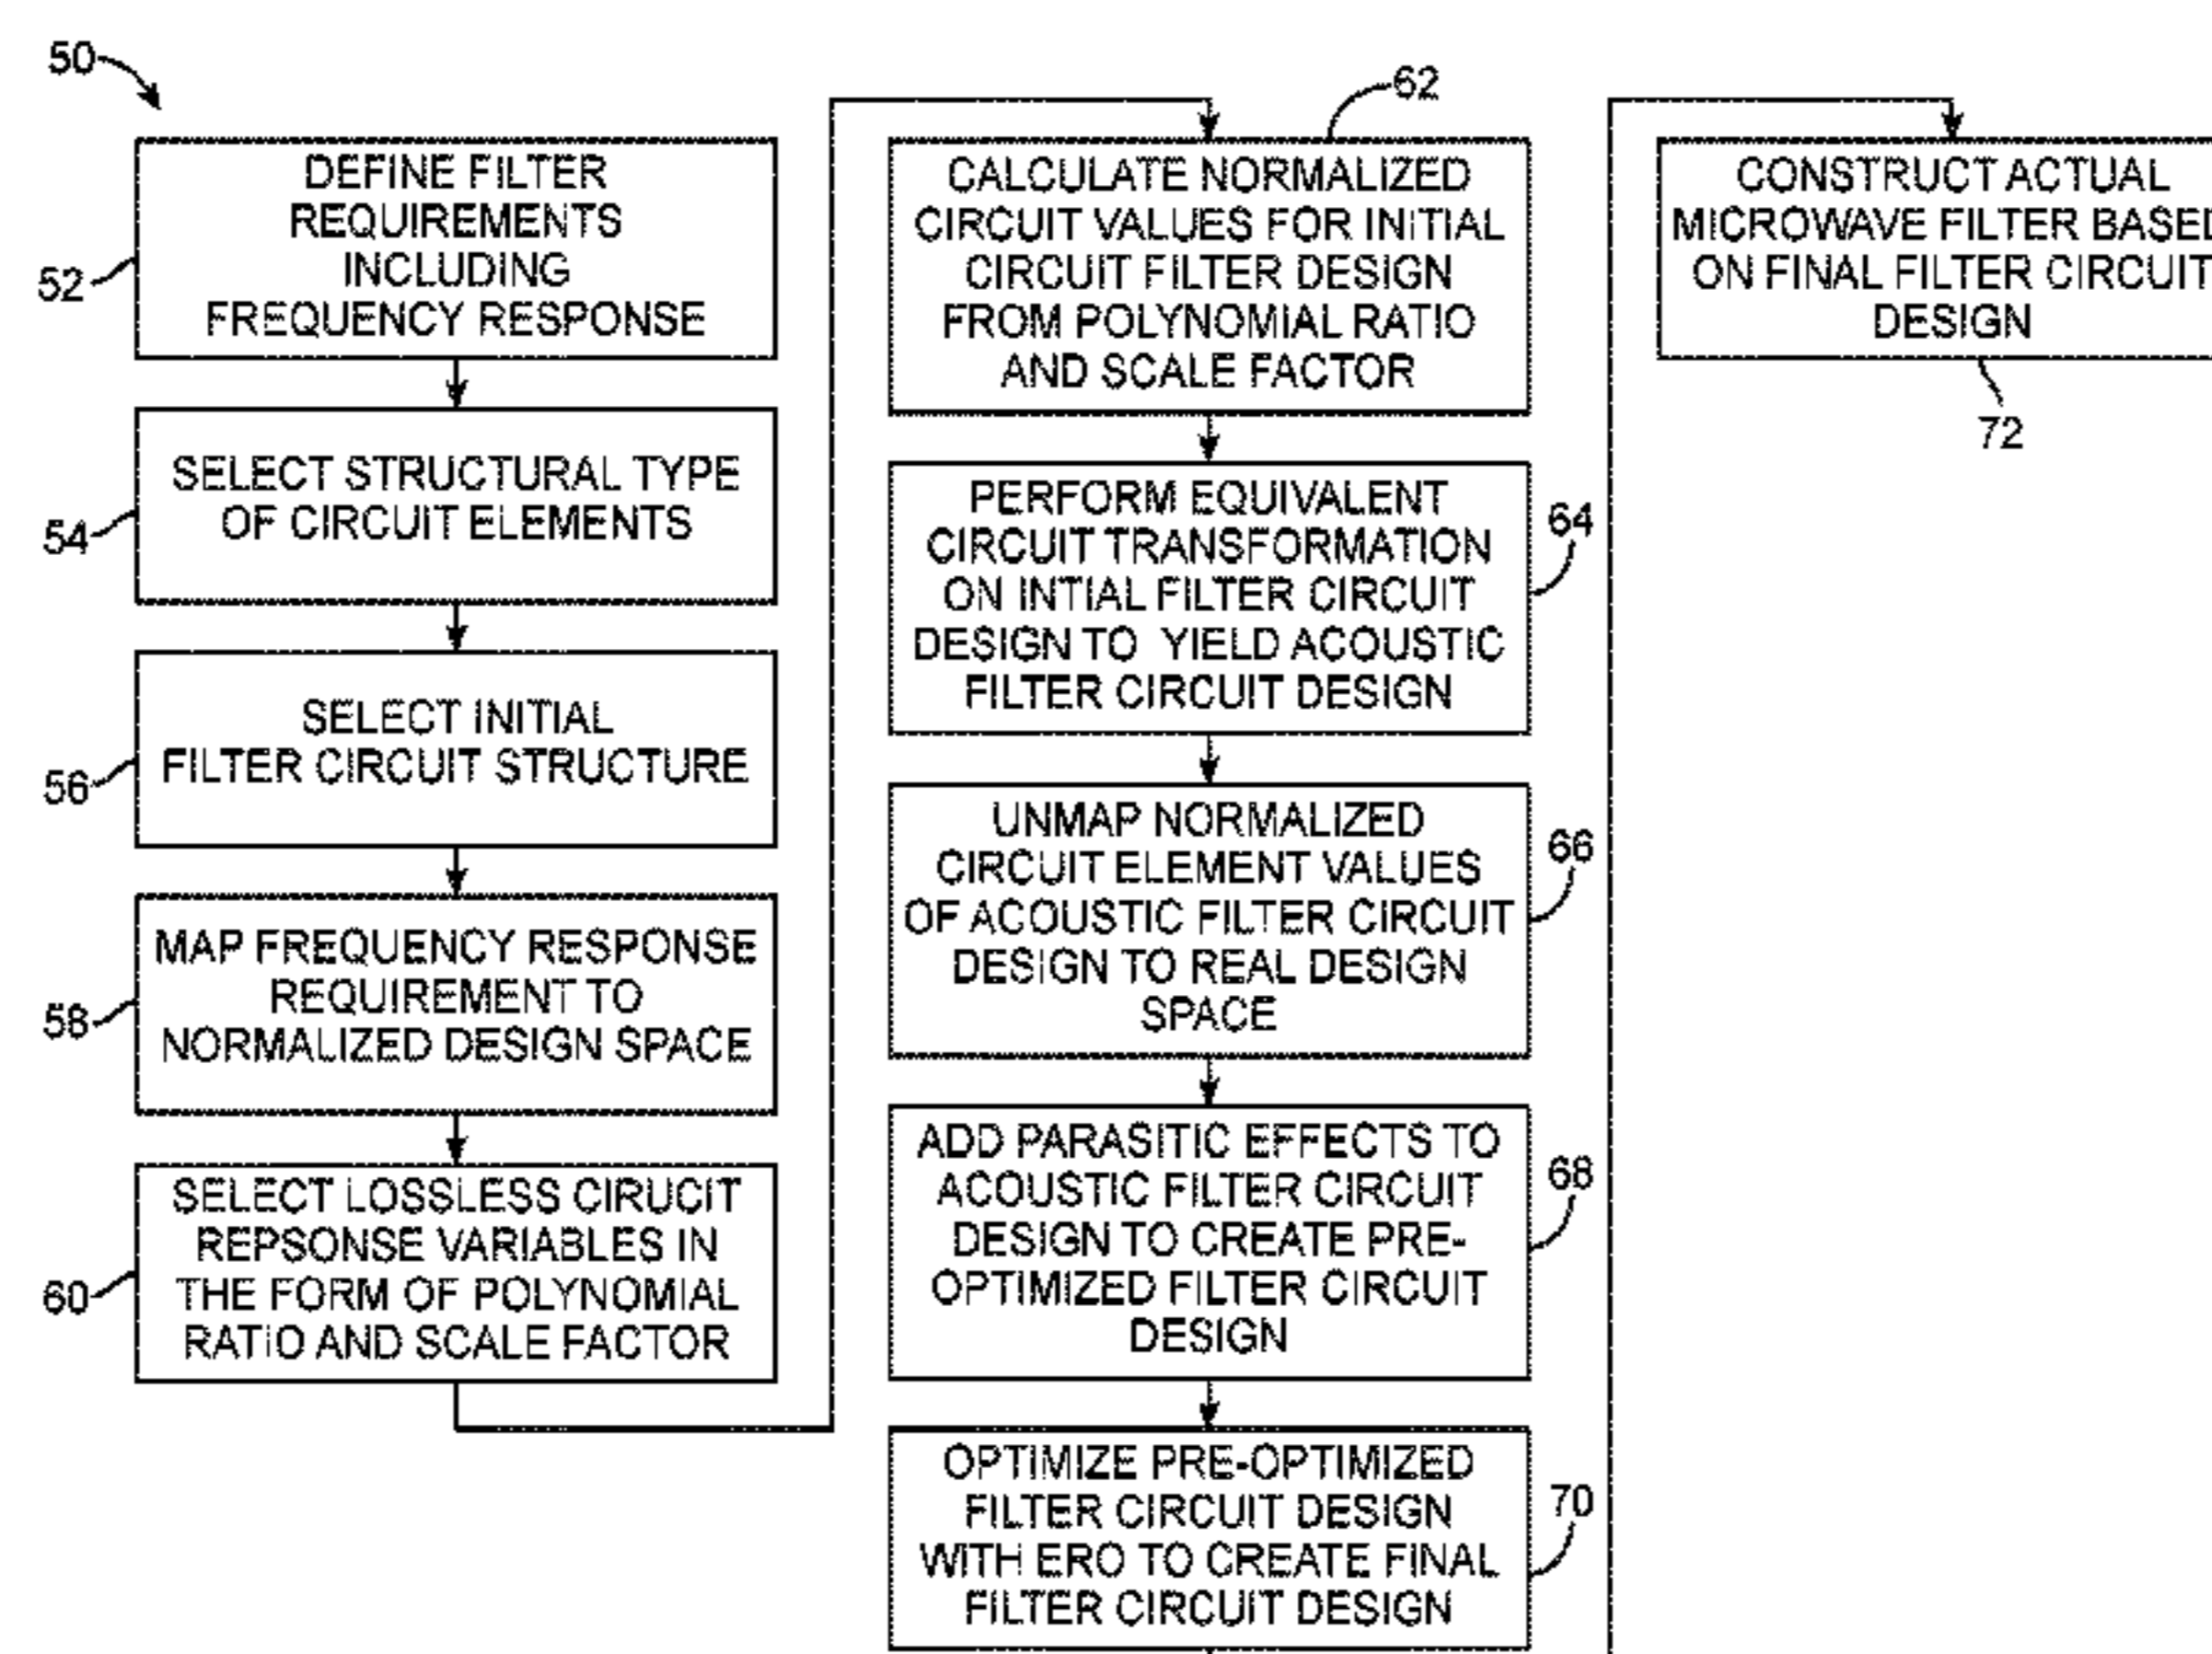 50
DEFINE FILTER
REQUIREMENTS
INCLUDING
FREQUENCY RESPONSE
52
SELECT STRUCTURAL TYPE
OF CIRCUIT ELEMENTS
54
SELECT INITIAL
FILTER CIRCUIT STRUCTURE
56
MAP FREQUENCY RESPONSE
REQUIREMENT TO
NORMALIZED DESIGN SPACE
58
SELECT LOSSLESS CIRUCIT
REPSONSE VARIABLES IN
THE FORM OF POLYNOMIAL
RATIO AND SCALE FACTOR
60
62
CALCULATE NORMALIZED
CIRCUIT VALUES FOR INITIAL
CIRCUIT FILTER DESIGN
FROM POLYNOMIAL RATIO
AND SCALE FACTOR
PERFORM EQUIVALENT
CIRCUIT TRANSFORMATION
ON INTIAL FILTER CIRCUIT
DESIGN TO YIELD ACOUSTIC
FILTER CIRCUIT DESIGN
64
UNMAP NORMALIZED
CIRCUIT ELEMENT VALUES
OF ACOUSTIC FILTER CIRCUIT
DESIGN TO REAL DESIGN
SPACE
66
ADD PARASITIC EFFECTS TO
ACOUSTIC FILTER CIRCUIT
DESIGN TO CREATE PRE-
OPTIMIZED FILTER CIRCUIT
DESIGN
68
OPTIMIZE PRE-OPTIMIZED
FILTER CIRCUIT DESIGN
WITH ERO TO CREATE FINAL
FILTER CIRCUIT DESIGN
70
CONSTRUCT ACTUAL
MICROWAVE FILTER BASED
ON FINAL FILTER CIRCUIT
DESIGN
72